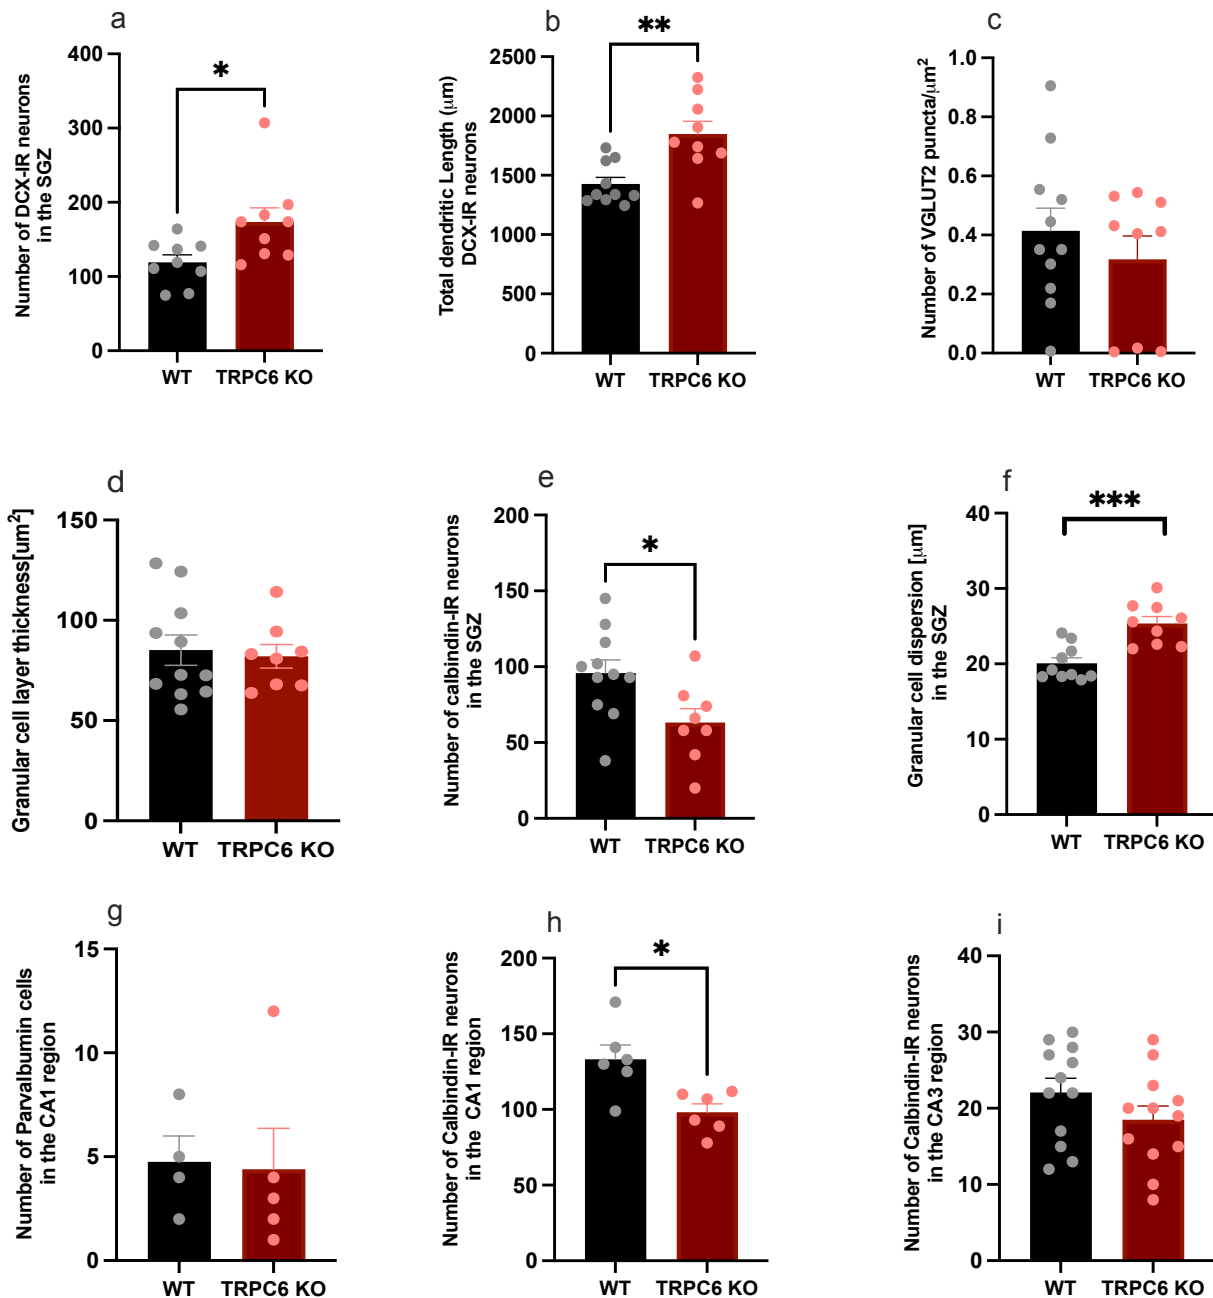 a
Number of DCX-IR neurons
in the SGZ
400
300
200
100
0
*
WT
TRPC6 KO
b
Total dendritic Length (μm)
DCX-IR neurons
2500
2000
1500
1000
500
0
**
WT
TRPC6 KO
c
Number of VGLUT2 puncta/μm²
1.0
0.8
0.6
0.4
0.2
0.0
WT
TRPC6 KO
d
Granular cell layer thickness[um²]
150
100
50
0
WT
TRPC6 KO
e
Number of calbindin-IR neurons
in the SGZ
200
150
100
50
0
*
WT
TRPC6 KO
f
Granular cell dispersion [μm]
in the SGZ
40
30
20
10
0
***
WT
TRPC6 KO
g
Number of Parvalbumin cells
in the CA1 region
15
10
5
0
WT
TRPC6 KO
h
Number of Calbindin-IR neurons
in the CA1 region
200
150
100
50
0
*
WT
TRPC6 KO
i
Number of Calbindin-IR neurons
in the CA3 region
40
30
20
10
0
WT
TRPC6 KO